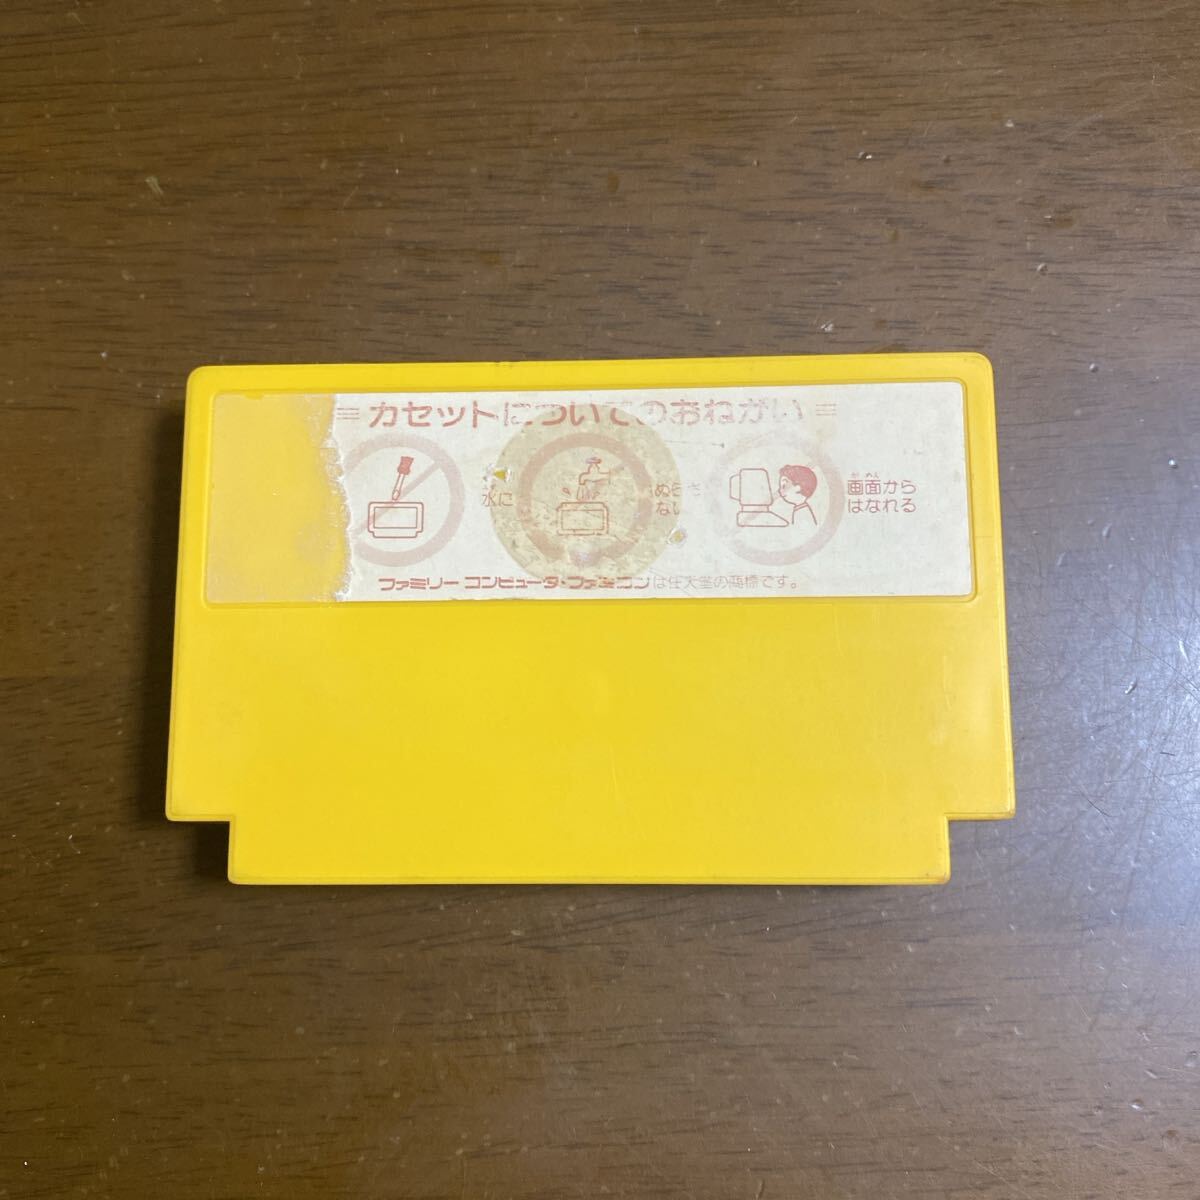 カセットについてのおねがい
水に
ぬらさ
ない
画面から
はなれる
ファミリー コンピュータ・ファミコンは任天堂の商標です。